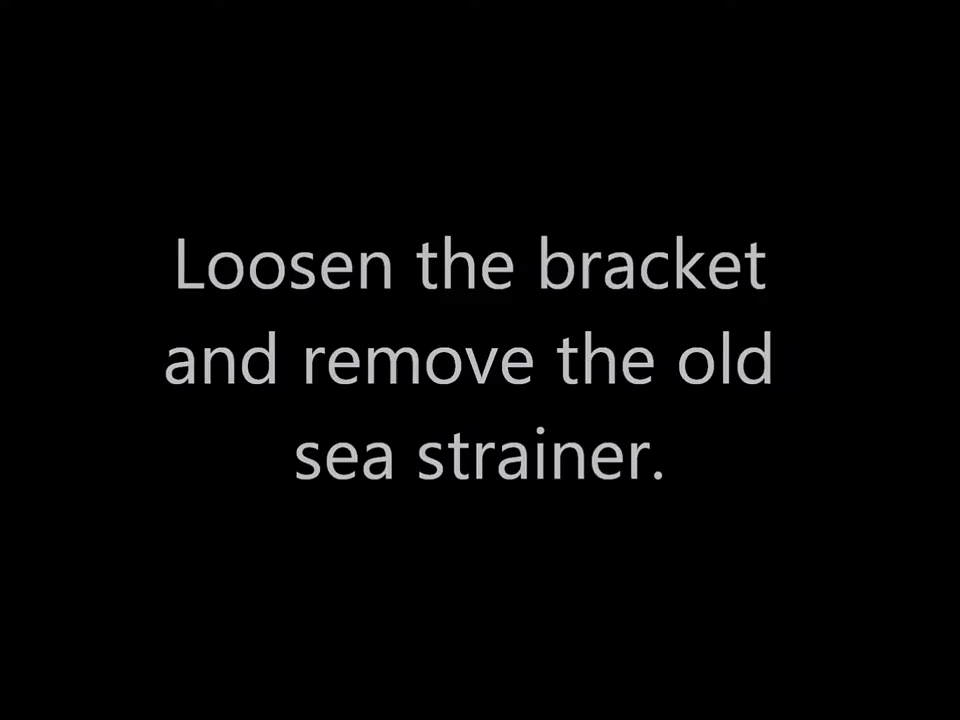 Loosen the bracket
and remove the old
sea strainer.